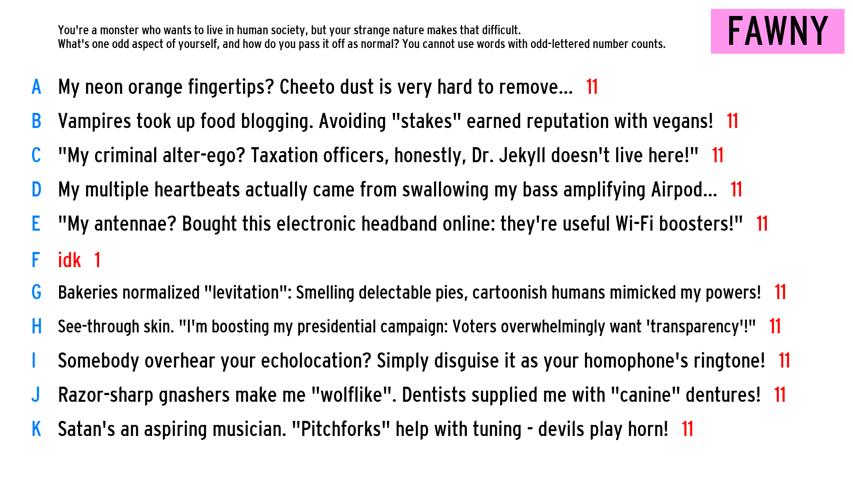 You're a monster who wants to live in human society, but your strange nature makes that difficult.
What's one odd aspect of yourself, and how do you pass it off as normal? You cannot use words with odd-lettered number counts.
FAWNY
A My neon orange fingertips? Cheeto dust is very hard to remove... 11
B Vampires took up food blogging. Avoiding "stakes" earned reputation with vegans! 11
C "My criminal alter-ego? Taxation officers, honestly, Dr. Jekyll doesn't live here!" 11
D My multiple heartbeats actually came from swallowing my bass amplifying Airpod... 11
E "My antennae? Bought this electronic headband online: they're useful Wi-Fi boosters!" 11
F idk 1
G Bakeries normalized "levitation": Smelling delectable pies, cartoonish humans mimicked my powers! 11
H See-through skin. "I'm boosting my presidential campaign: Voters overwhelmingly want 'transparency'!" 11
I Somebody overhear your echolocation? Simply disguise it as your homophone's ringtone! 11
J Razor-sharp gnashers make me "wolflike". Dentists supplied me with "canine" dentures! 11
K Satan's an aspiring musician. "Pitchforks" help with tuning - devils play horn! 11